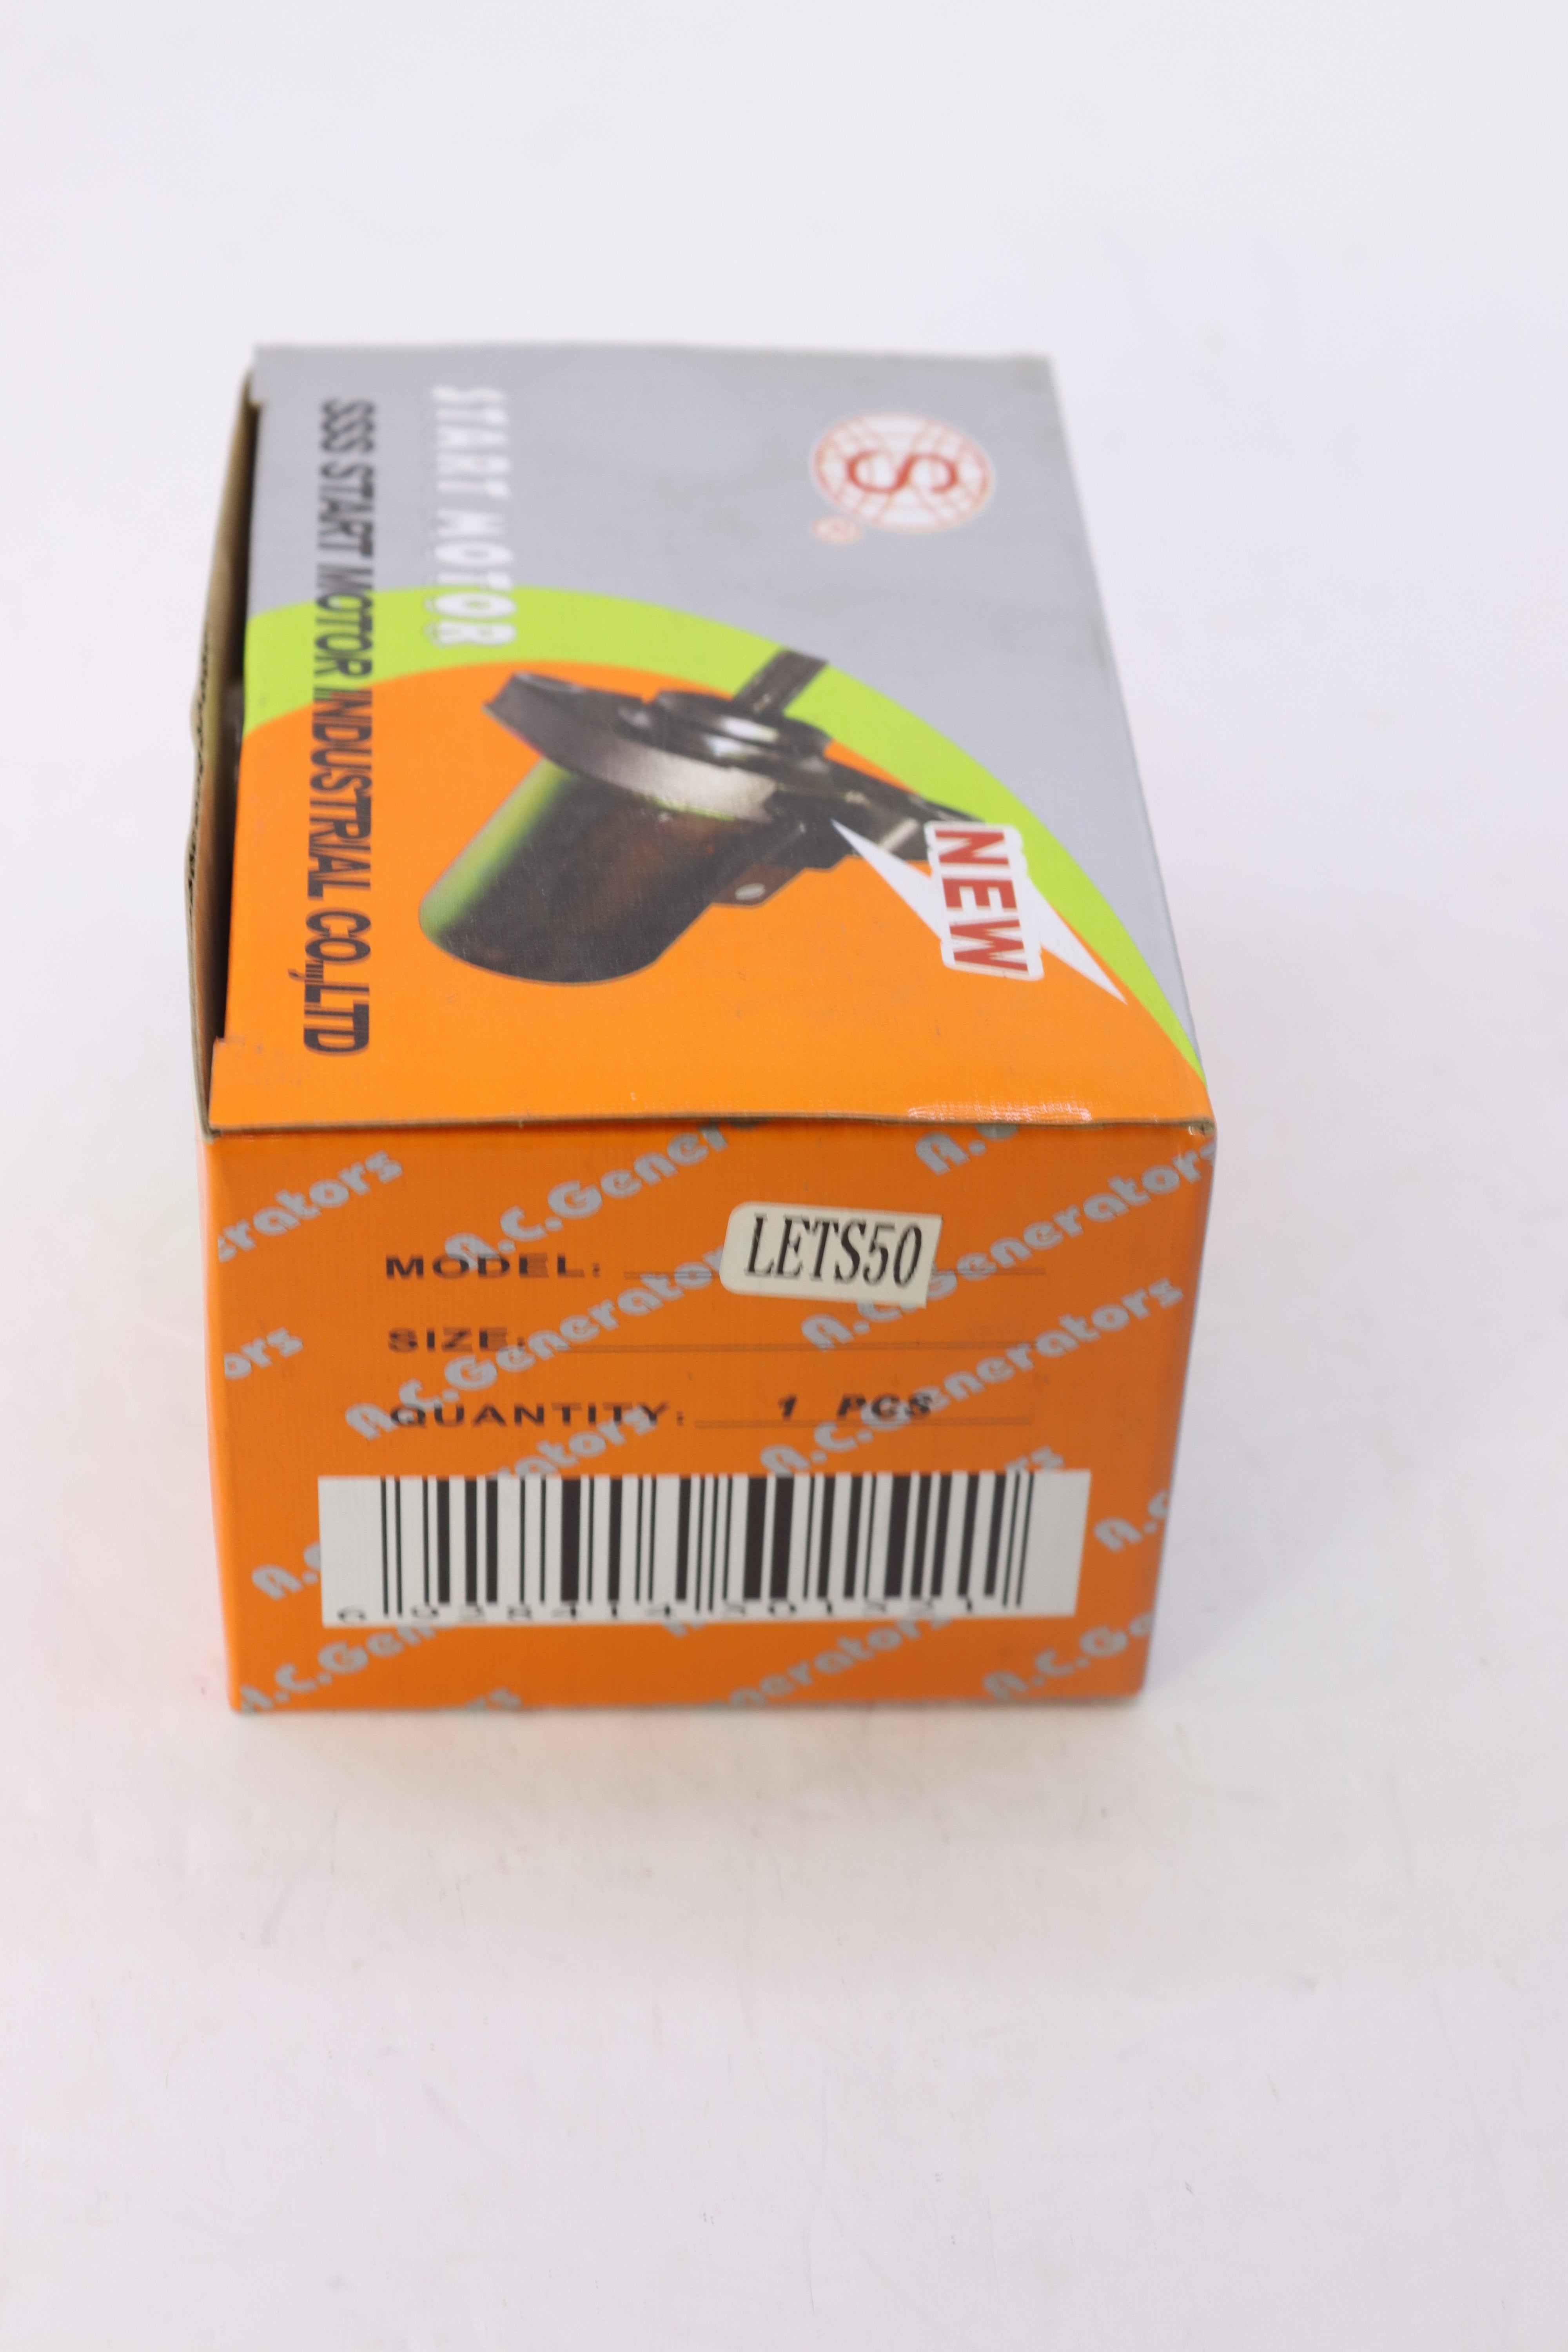 S
®
START MOTOR
SSS START MOTOR INDUSTRIAL CO.,LTD
NEW
A.C.Generators
MODEL: LETS50
SIZE:
QUANTITY: 1 PCS